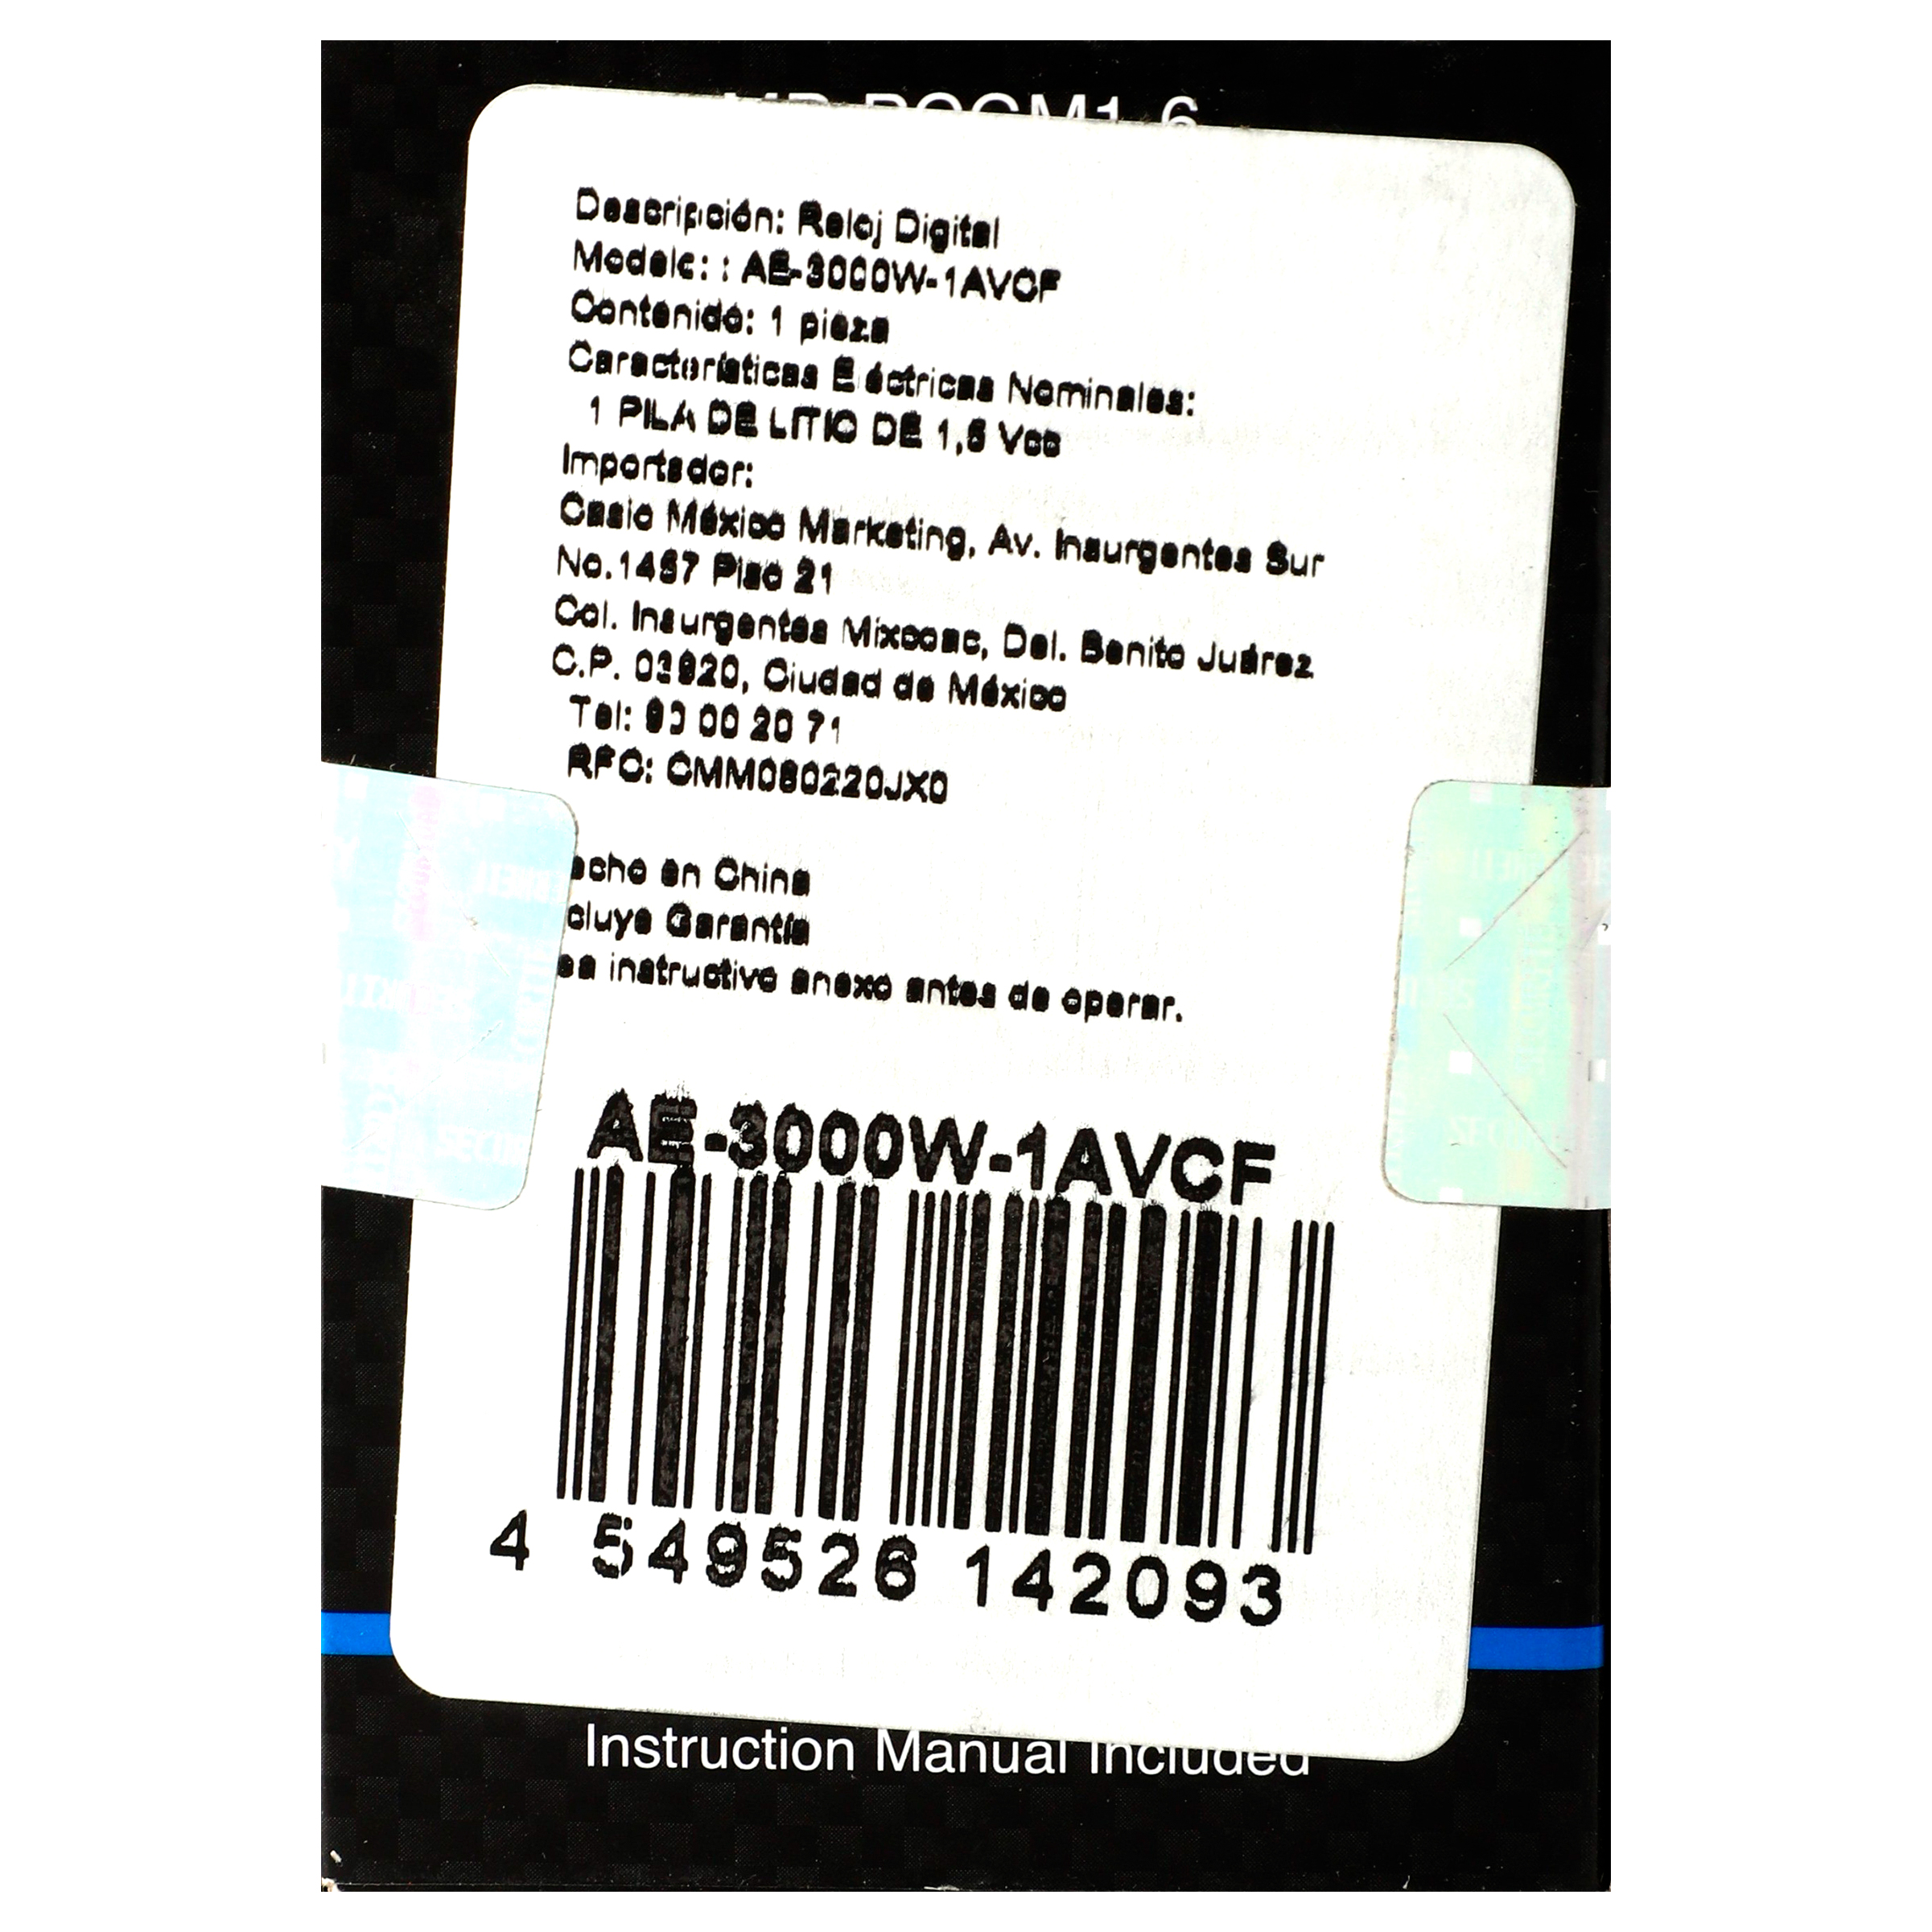 Descripción: Reloj Digital
Modelo: : AE-3000W-1AVCF
Contenido: 1 pieza
Características Eléctricas Nominales:
1 PILA DE LITIO DE 1,5 Vcc
Importador:
Casio México Marketing, Av. Insurgentes Sur
No.1457 Piso 21
Col. Insurgentes Mixcoac, Del. Benito Juárez
C.P. 03920, Ciudad de México
Tel: 90 00 20 71
RFC: CMM080220JX0
echo en China
cluye Garantía
ea instructivo anexo antes de operar.
AE-3000W-1AVCF
4 549526 142093
Instruction Manual Included